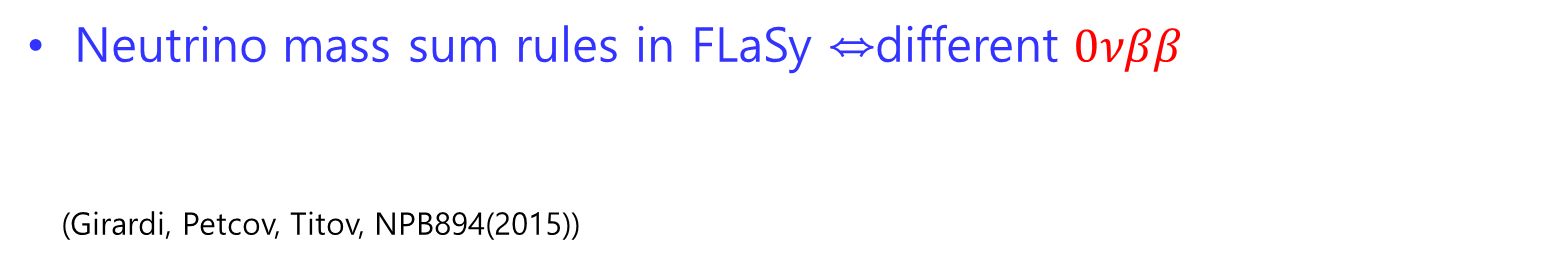 • Neutrino mass sum rules in FLaSy ⇔different 0νββ
(Girardi, Petcov, Titov, NPB894(2015))